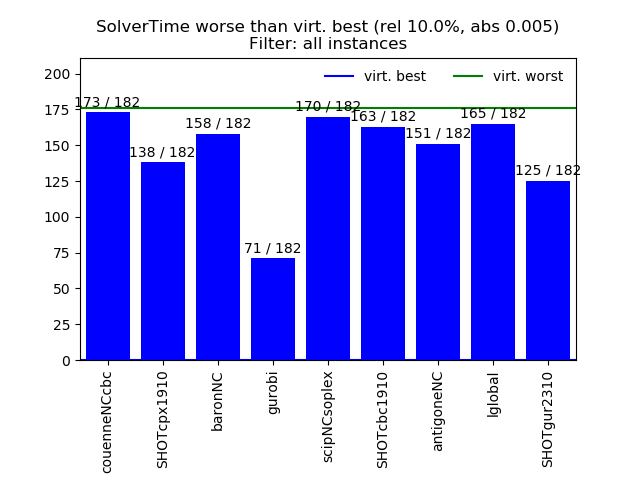 SolverTime worse than virt. best (rel 10.0%, abs 0.005)
Filter: all instances
virt. best
virt. worst
200
175
150
125
100
75
50
25
0
173 / 182
138 / 182
158 / 182
71 / 182
170 / 182
163 / 182
151 / 182
165 / 182
125 / 182
couenneNCcbc
SHOTcpx1910
baronNC
gurobi
scipNCsoplex
SHOTcbc1910
antigoneNC
lglobal
SHOTgur2310